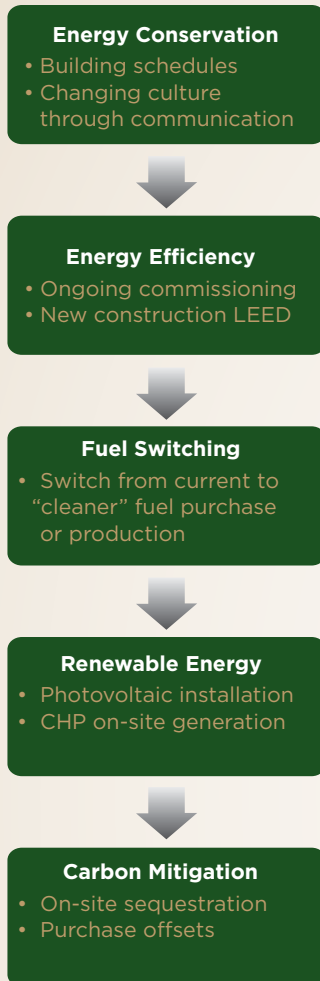 Energy Conservation
• Building schedules
• Changing culture
through communication
Energy Efficiency
• Ongoing commissioning
• New construction LEED
Fuel Switching
• Switch from current to
“cleaner” fuel purchase
or production
Renewable Energy
• Photovoltaic installation
• CHP on-site generation
Carbon Mitigation
• On-site sequestration
• Purchase offsets